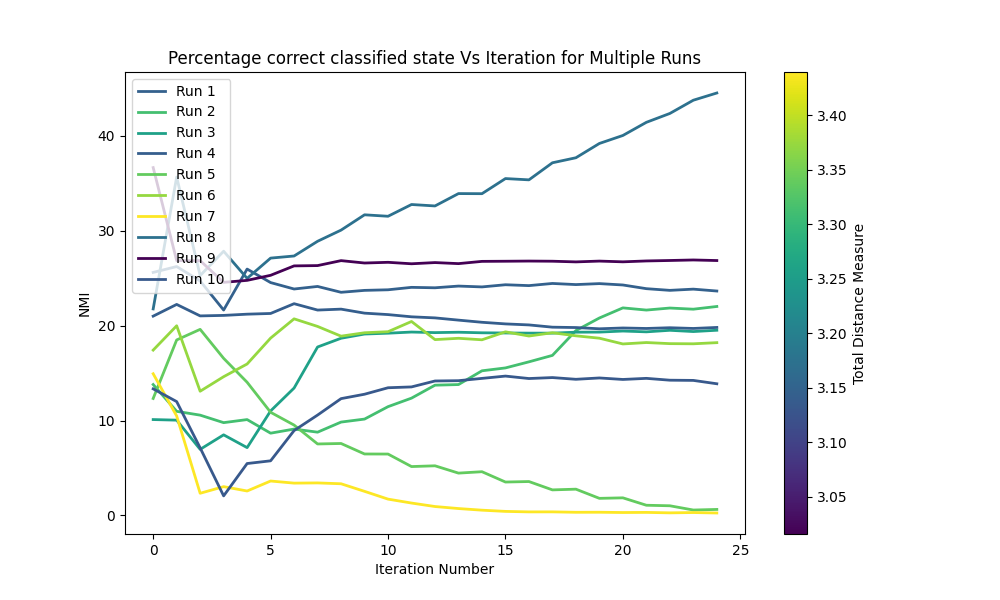 Percentage correct classified state Vs Iteration for Multiple Runs
Run 1
Run 2
Run 3
Run 4
Run 5
Run 6
Run 7
Run 8
Run 9
Run 10
NMI
40
30
20
10
0
0 5 10 15 20 25
Iteration Number
3.40
3.35
3.30
3.25
3.20
3.15
3.10
3.05
Total Distance Measure